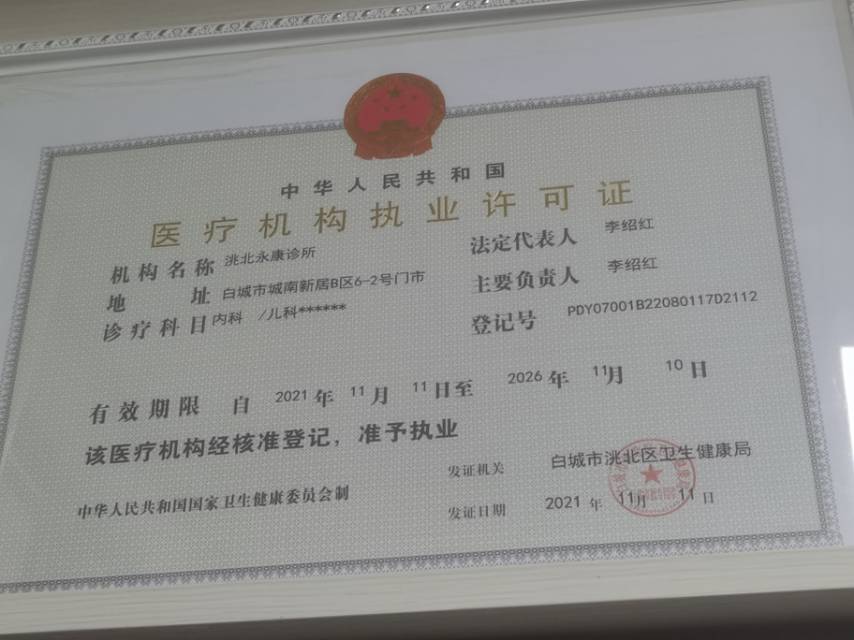 中华人民共和国
医疗机构执业许可证
机构名称 洮北永康诊所
法定代表人 李绍红
地址 白城市城南新居B区6-2号门市
主要负责人 李绍红
诊疗科目 内科 /儿科******
登记号 PDY07001B22080117D2112
有效期限 自 2021 年 11 月 11 日至 2026 年 11 月 10 日
该医疗机构经核准登记，准予执业
发证机关 白城市洮北区卫生健康局
中华人民共和国国家卫生健康委员会制
发证日期 2021 年 11 月 11 日